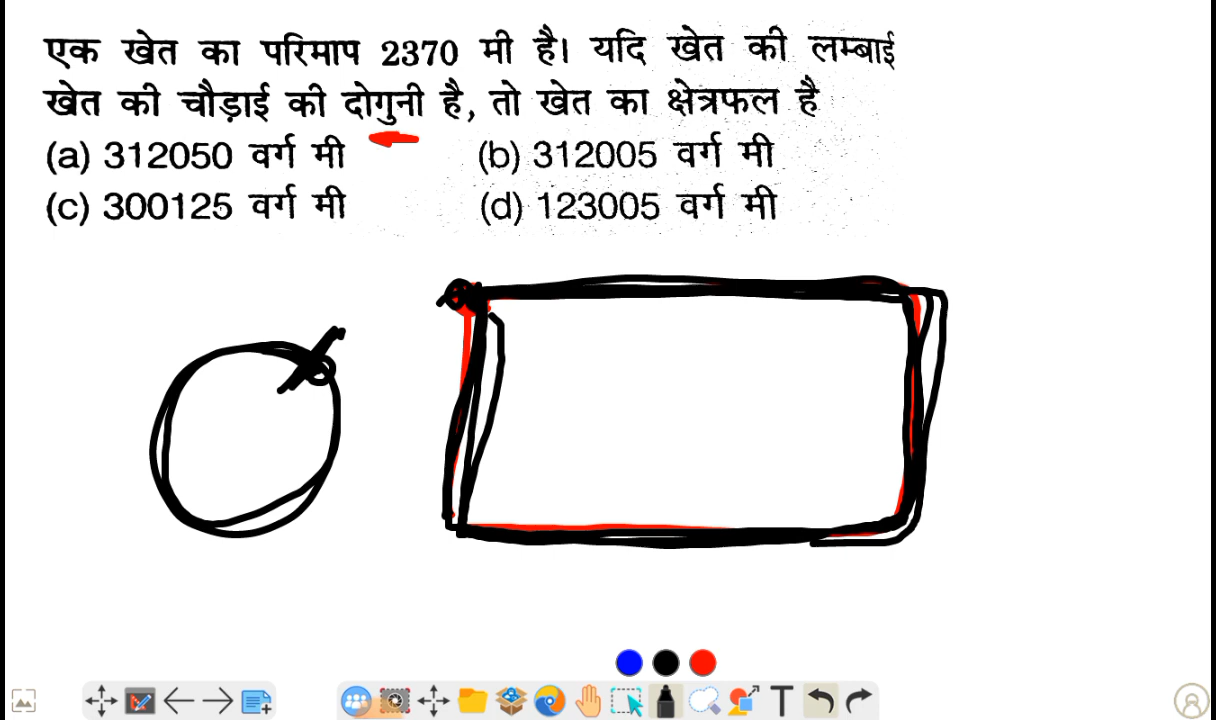 एक खेत का परिमाप 2370 मी है। यदि खेत की लम्बाई
खेत की चौड़ाई की दोगुनी है, तो खेत का क्षेत्रफल है
(a) 312050 वर्ग मी (b) 312005 वर्ग मी
(c) 300125 वर्ग मी (d) 123005 वर्ग मी